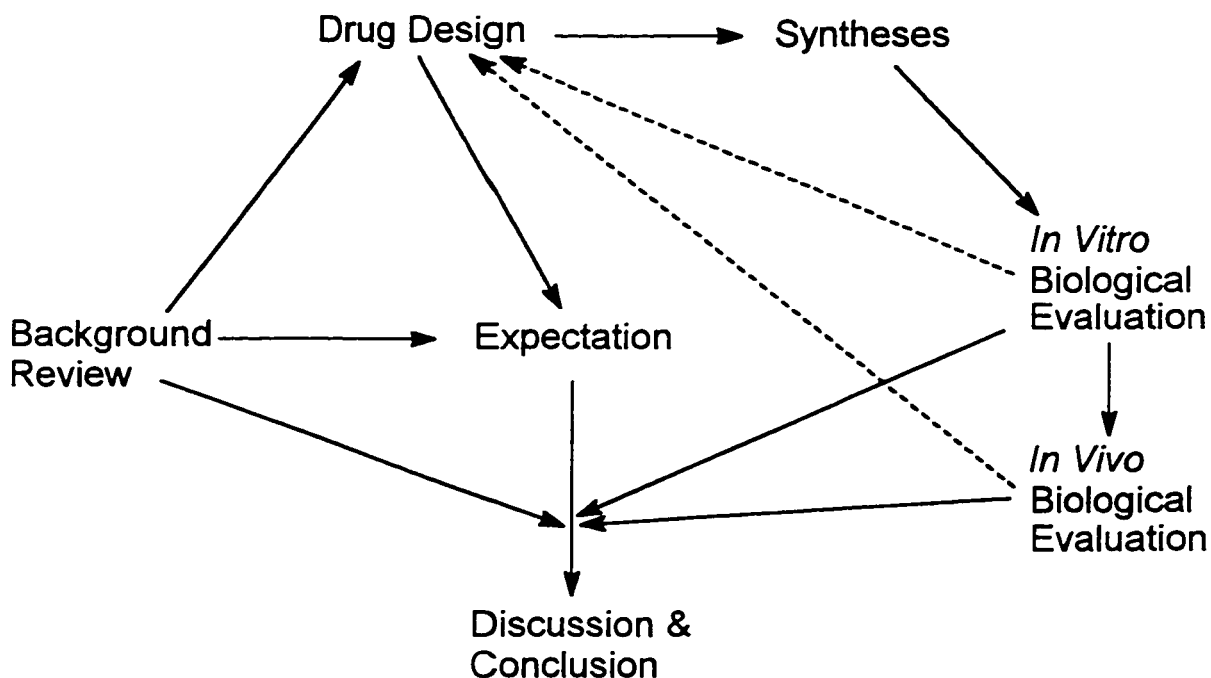 Drug Design
Syntheses
In Vitro
Biological
Evaluation
Background
Review
Expectation
In Vivo
Biological
Evaluation
Discussion &
Conclusion